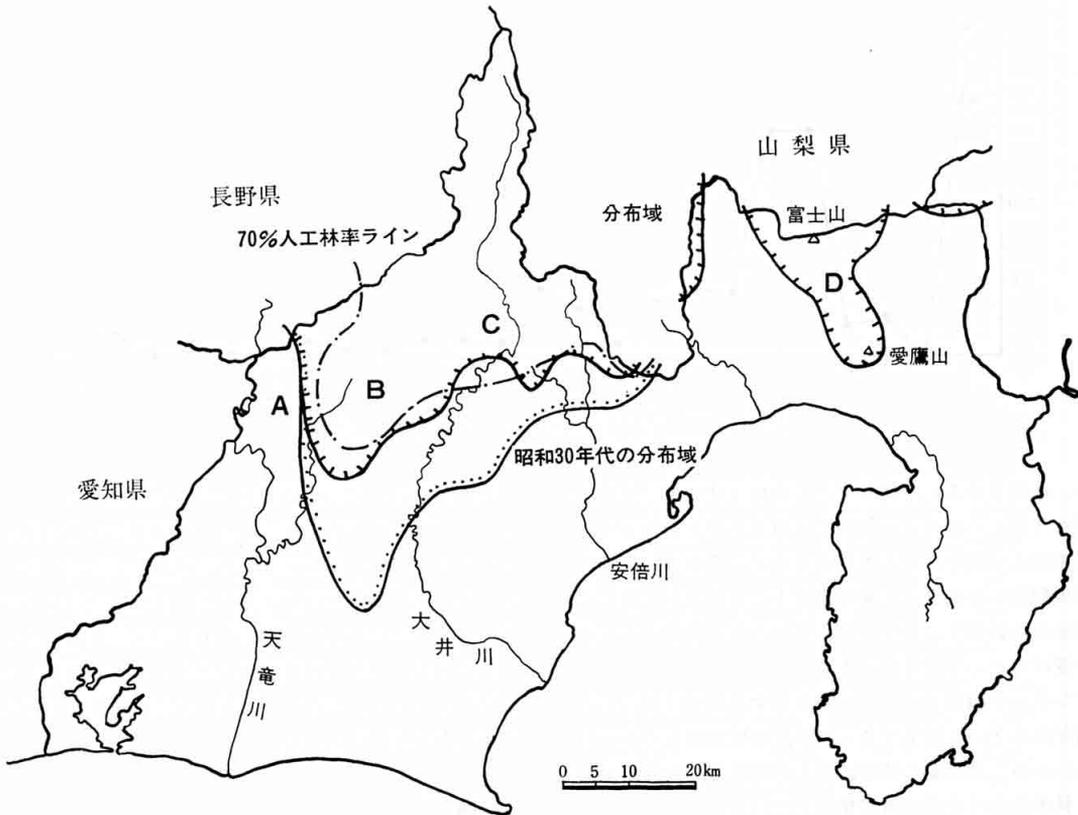 山梨県
長野県
分布域
富士山
70%人工林率ライン
D
C
愛鷹山
B
A
昭和30年代の分布域
愛知県
安倍川
大井川
天竜川
0 5 10 20km